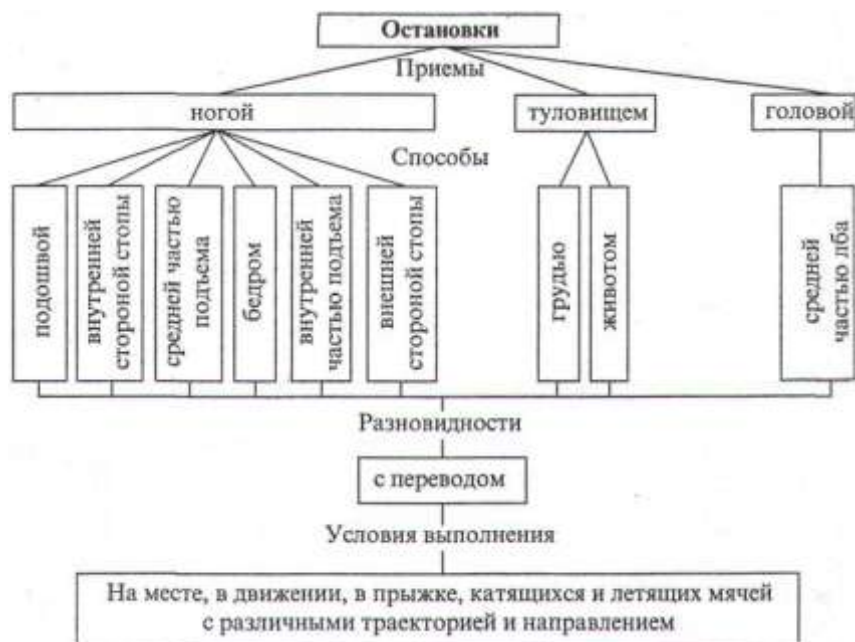 Остановки
Приемы
ногой
туловищем
головой
Способы
подошвой
внутренней
стороной стопы
средней частью
подъема
бедром
внутренней
частью подъема
внешней
стороной стопы
грудью
животом
средней
частью лба
Разновидности
с переводом
Условия выполнения
На месте, в движении, в прыжке, катящихся и летящих мячей
с различными траекторией и направлением